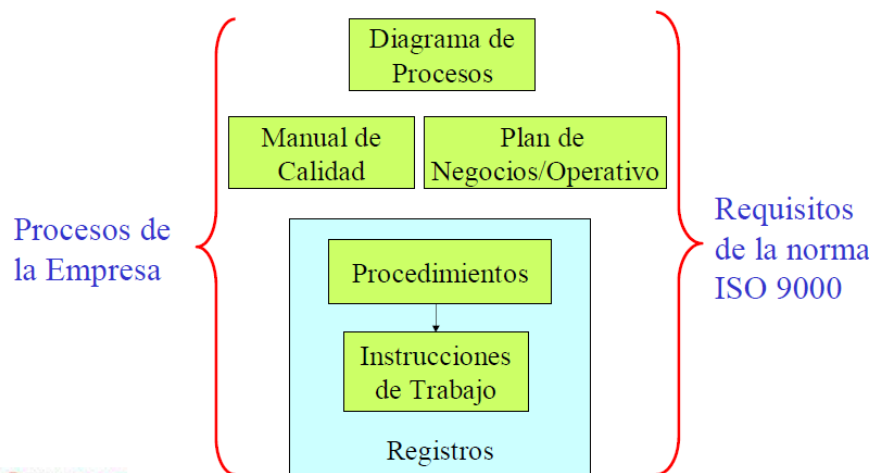 Diagrama de
Procesos
Manual de
Calidad
Plan de
Negocios/Operativo
Procesos de
la Empresa
Requisitos
de la norma
ISO 9000
Procedimientos
Instrucciones
de Trabajo
Registros